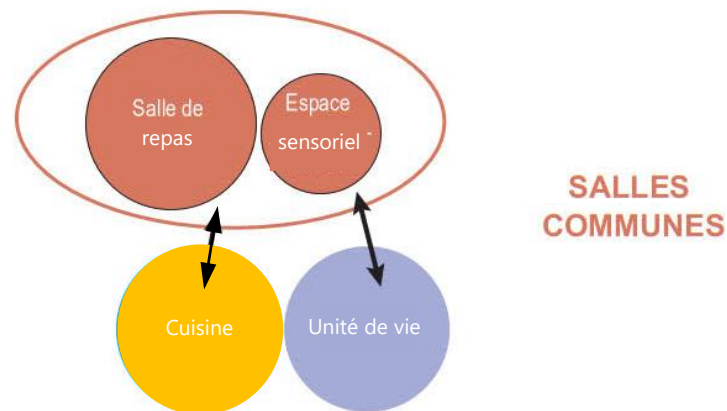 Salle de
repas
Espace
sensoriel
SALLES
COMMUNES
Cuisine
Unité de vie